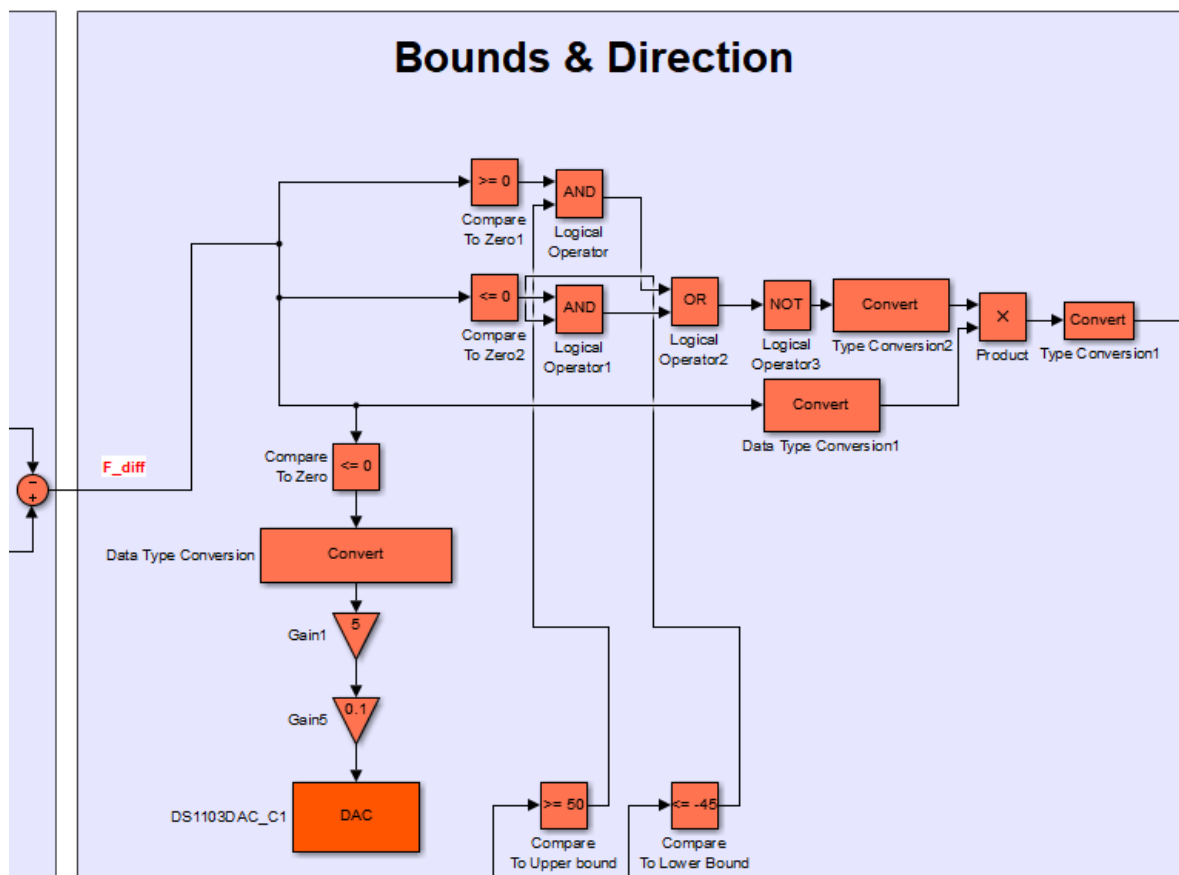 Bounds & Direction
>= 0
Compare
To Zero1
AND
Logical
Operator
<= 0
Compare
To Zero2
AND
Logical
Operator1
OR
Logical
Operator2
NOT
Logical
Operator3
Convert
Type Conversion2
×
Product
Convert
Type Conversion1
Convert
Data Type Conversion1
F_diff
−
+
Compare
To Zero
<= 0
Data Type Conversion
Convert
Gain1
5
Gain5
0.1
DS1103DAC_C1
DAC
>= 50
Compare
To Upper bound
<= -45
Compare
To Lower Bound